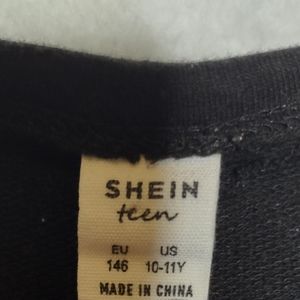 SHEIN
teen
EU US
146 10-11Y
MADE IN CHINA